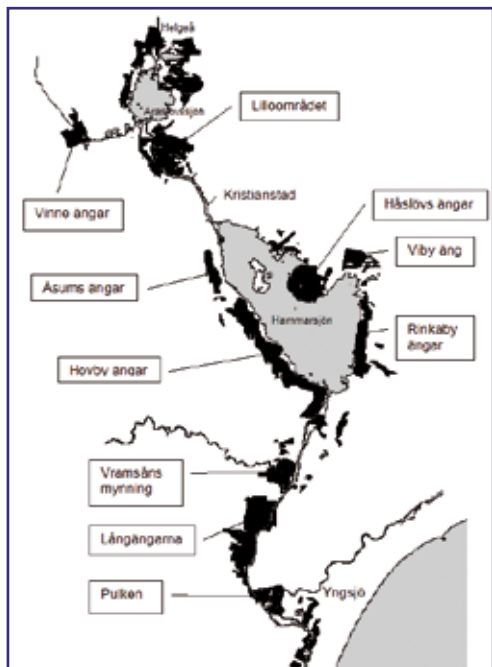 Helgeå
Araslövssjön
Lilloområdet
Vinne ängar
Kristianstad
Håslövs ängar
Viby äng
Åsums ängar
Hammarsjön
Rinkaby
ängar
Hovby ängar
Vramsåns
mynning
Långängarna
Pulken
Yngsjö